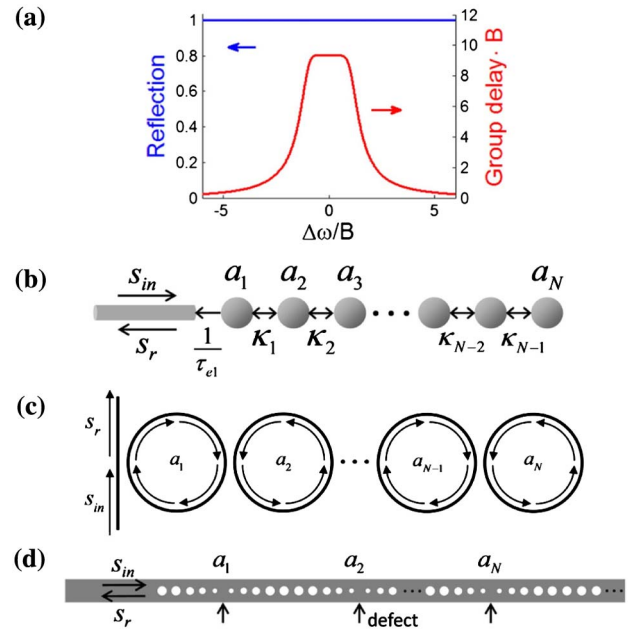 (a)
Reflection
1
0.8
0.6
0.4
0.2
0
12
10
8
6
4
2
0
Group delay· B
-5 0 5
Δω/B
(b)
s_in
s_r
a_1 a_2 a_3 a_N
1/τ_e1 κ_1 κ_2 κ_N−2 κ_N−1
(c)
s_r
s_in
a_1 a_2 a_N−1 a_N
(d)
s_in
s_r
a_1 a_2 a_N
defect